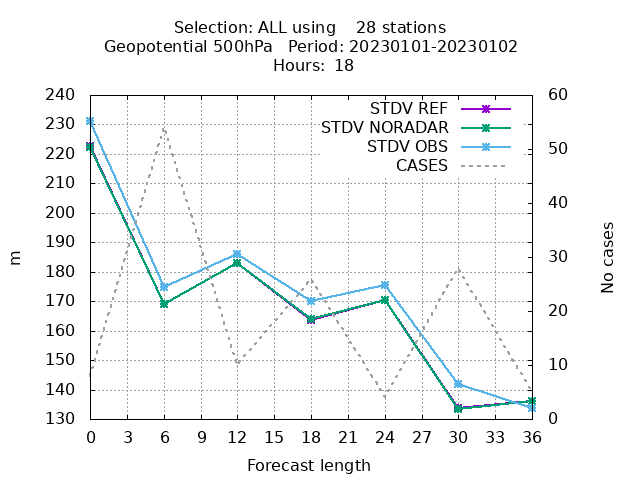 Selection: ALL using    28 stations
Geopotential 500hPa   Period: 20230101-20230102
Hours: 18
STDV REF
STDV NORADAR
STDV OBS
CASES
240
230
220
210
200
190
180
170
160
150
140
130
m
60
50
40
30
20
10
0
No cases
0 3 6 9 12 15 18 21 24 27 30 33 36
Forecast length